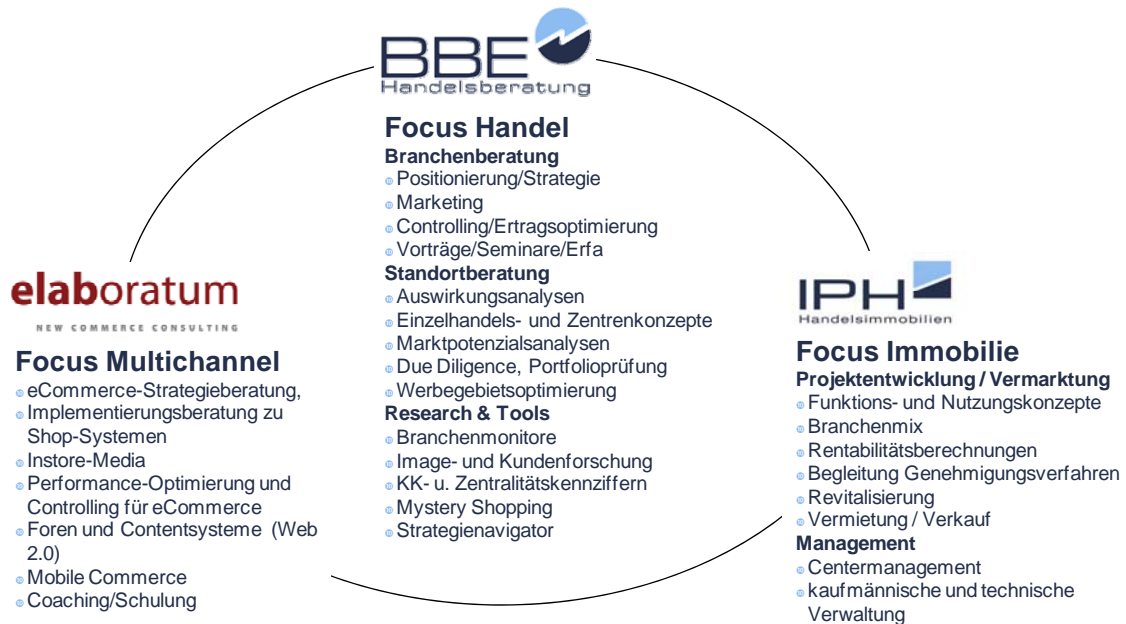 BBE
Handelsberatung
Focus Handel
Branchenberatung
Positionierung/Strategie
Marketing
Controlling/Ertragsoptimierung
Vorträge/Seminare/Erfa
Standortberatung
Auswirkungsanalysen
Einzelhandels- und Zentrenkonzepte
Marktpotenzialsanalysen
Due Diligence, Portfolioprüfung
Werbegebietsoptimierung
Research & Tools
Branchenmonitore
Image- und Kundenforschung
KK- u. Zentralitätskennziffern
Mystery Shopping
Strategienavigator
elaboratum
NEW COMMERCE CONSULTING
Focus Multichannel
eCommerce-Strategieberatung,
Implementierungsberatung zu
Shop-Systemen
Instore-Media
Performance-Optimierung und
Controlling für eCommerce
Foren und Contentsysteme (Web
2.0)
Mobile Commerce
Coaching/Schulung
IPH
Handelsimmobilien
Focus Immobilie
Projektentwicklung / Vermarktung
Funktions- und Nutzungskonzepte
Branchenmix
Rentabilitätsberechnungen
Begleitung Genehmigungsverfahren
Revitalisierung
Vermietung / Verkauf
Management
Centermanagement
kaufmännische und technische
Verwaltung